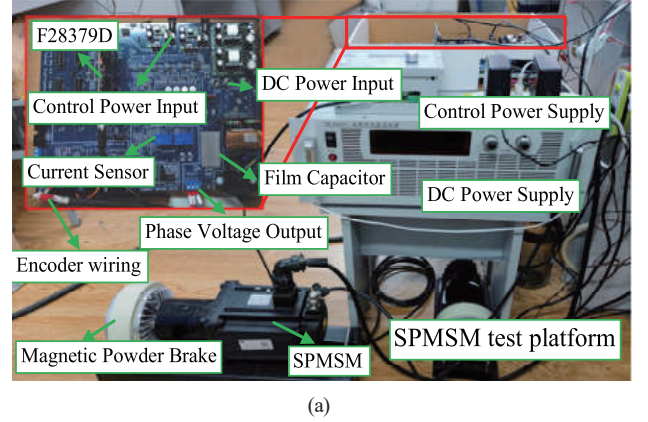 F28379D
Control Power Input
DC Power Input
Control Power Supply
Current Sensor
Film Capacitor
DC Power Supply
Phase Voltage Output
Encoder wiring
Magnetic Powder Brake
SPMSM
SPMSM test platform
(a)